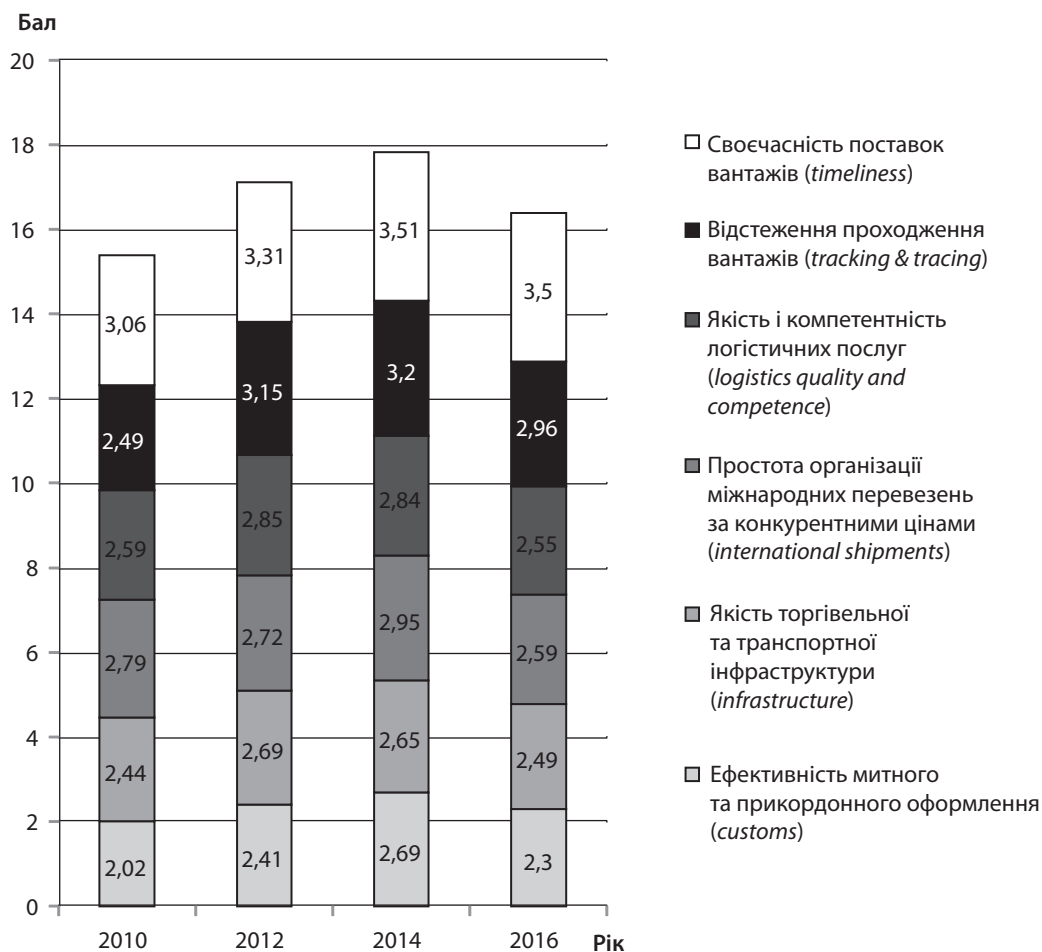 Бал
20
18
16
14
12
10
8
6
4
2
0
3,06
2,49
2,59
2,79
2,44
2,02
3,31
3,15
2,85
2,72
2,69
2,41
3,51
3,2
2,84
2,95
2,65
2,69
3,5
2,96
2,55
2,59
2,49
2,3
2010
2012
2014
2016
Рік
Своєчасність поставок
вантажів (timeliness)
Відстеження проходження
вантажів (tracking & tracing)
Якість і компетентність
логістичних послуг
(logistics quality and
competence)
Простота організації
міжнародних перевезень
за конкурентними цінами
(international shipments)
Якість торгівельної
та транспортної
інфраструктури
(infrastructure)
Ефективність митного
та прикордонного оформлення
(customs)